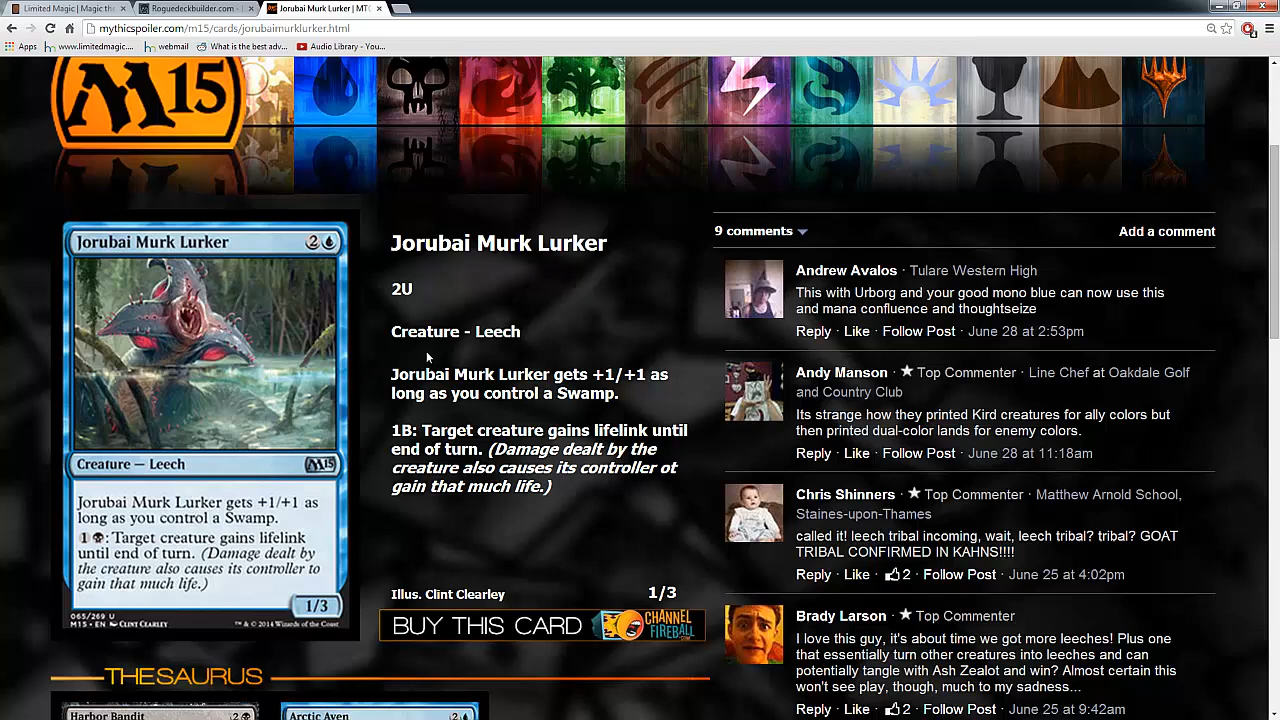 Limited Magic | Magic the
Roguedeckbuilder.com -
Jorubai Murk Lurker | MTC
mythicspoiler.com/m15/cards/jorubaimurklurker.html
Apps
www.limitedmagic....
webmail
What is the best adv...
Audio Library - You...
M15
Jorubai Murk Lurker 2
Creature — Leech
M15
Jorubai Murk Lurker gets +1/+1 as
long as you control a Swamp.
1 : Target creature gains lifelink
until end of turn. (Damage dealt by
the creature also causes its controller to
gain that much life.)
1/3
065/269 U
M15 • EN CLINT CLEARLEY
™ & © 2014 Wizards of the Coast
Jorubai Murk Lurker
2U
Creature - Leech
Jorubai Murk Lurker gets +1/+1 as
long as you control a Swamp.
1B: Target creature gains lifelink until
end of turn. (Damage dealt by the
creature also causes its controller ot
gain that much life.)
Illus. Clint Clearley 1/3
BUY THIS CARD CHANNEL FIREBALL.com
THESAURUS
Harbor Bandit 2
Arctic Aven 2
9 comments Add a comment
Andrew Avalos · Tulare Western High
This with Urborg and your good mono blue can now use this
and mana confluence and thoughtseize
Reply · Like · Follow Post · June 28 at 2:53pm
Andy Manson · ★ Top Commenter · Line Chef at Oakdale Golf
and Country Club
Its strange how they printed Kird creatures for ally colors but
then printed dual-color lands for enemy colors.
Reply · Like · Follow Post · June 28 at 11:18am
Chris Shinners · ★ Top Commenter · Matthew Arnold School,
Staines-upon-Thames
called it! leech tribal incoming, wait, leech tribal? tribal? GOAT
TRIBAL CONFIRMED IN KAHNS!!!!
Reply · Like · 2 · Follow Post · June 25 at 4:02pm
Brady Larson · ★ Top Commenter
I love this guy, it's about time we got more leeches! Plus one
that essentially turn other creatures into leeches and can
potentially tangle with Ash Zealot and win? Almost certain this
won't see play, though, much to my sadness...
Reply · Like · 2 · Follow Post · June 25 at 9:42am